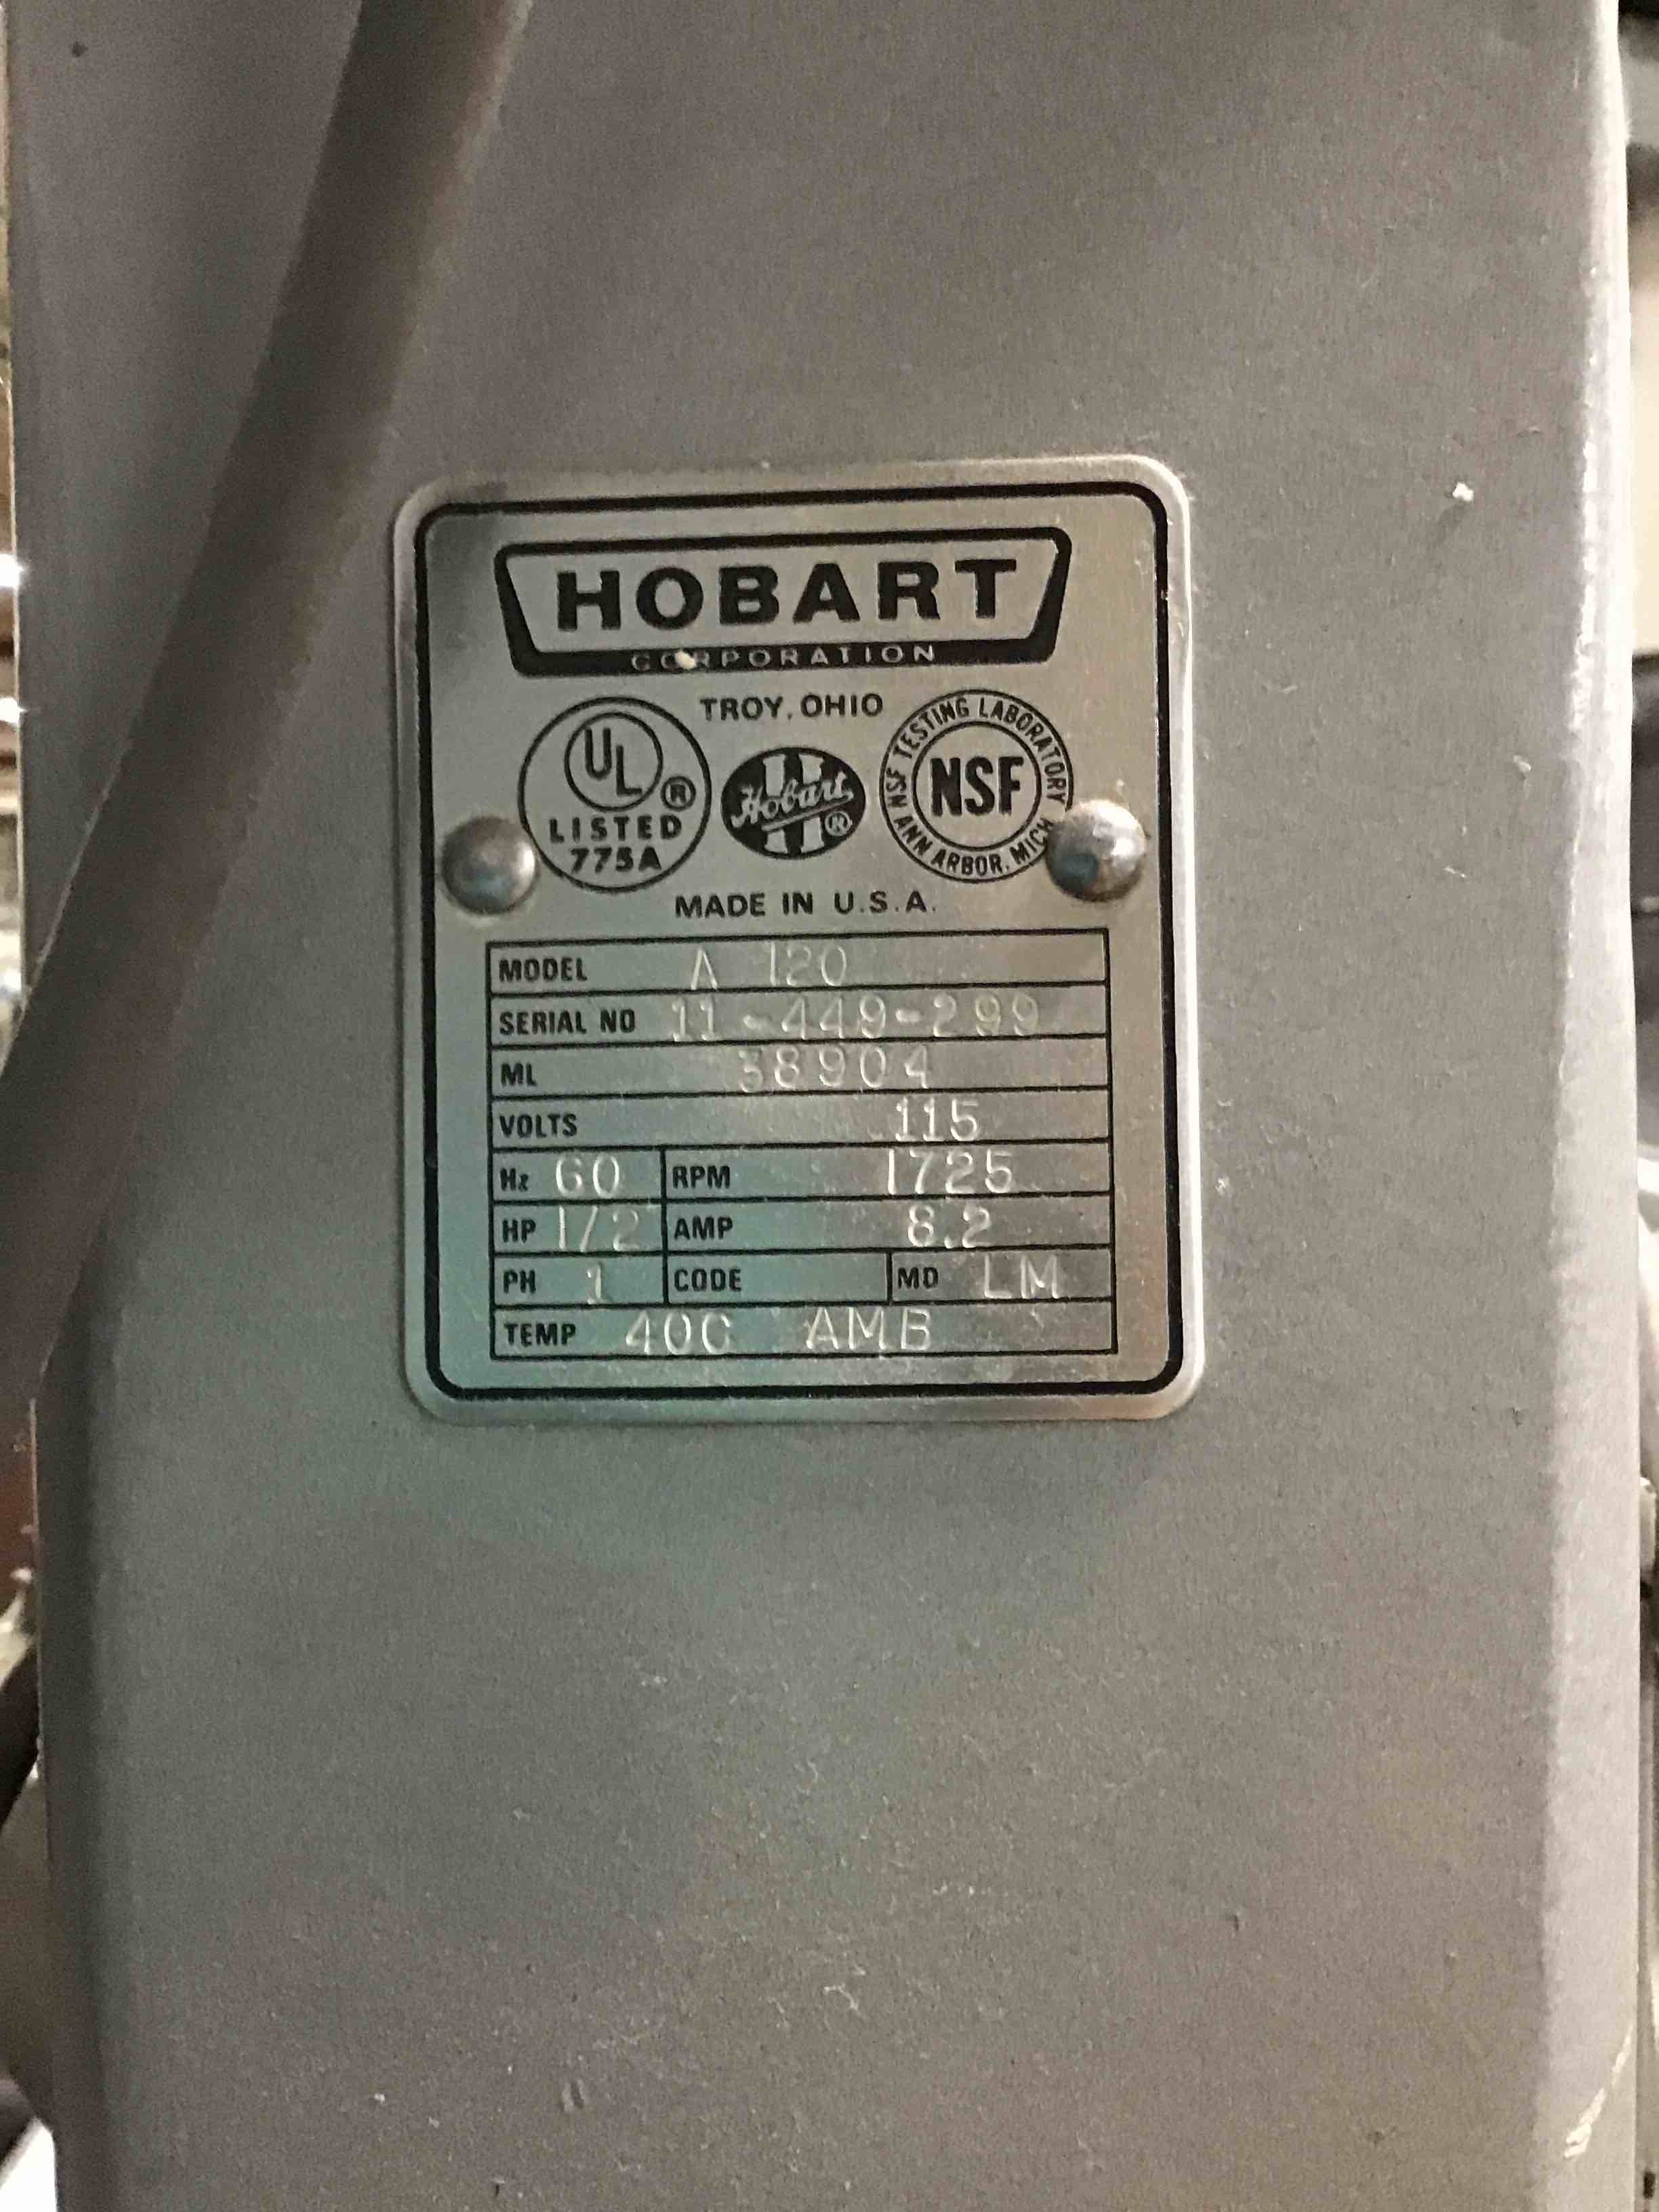 HOBART
CORPORATION
TROY, OHIO
UL ®
LISTED
775A
Hobart ®
NSF TESTING LABORATORY
NSF
ANN ARBOR, MICH
MADE IN U.S.A.
MODEL A 120
SERIAL NO 11-449-299
ML 38904
VOLTS 115
Hz 60 RPM 1725
HP 1/2 AMP 8.2
PH 1 CODE MD LM
TEMP 40C AMB